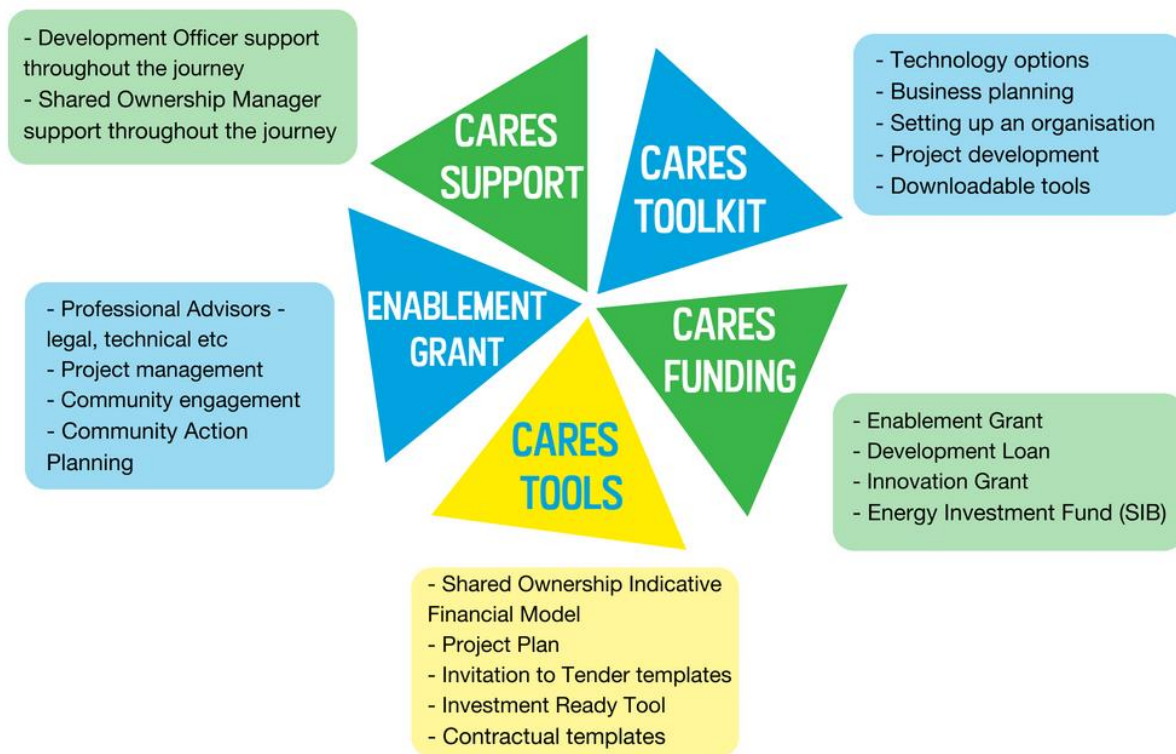 - Development Officer support
throughout the journey
- Shared Ownership Manager
support throughout the journey
CARES
SUPPORT
CARES
TOOLKIT
- Technology options
- Business planning
- Setting up an organisation
- Project development
- Downloadable tools
- Professional Advisors -
legal, technical etc
- Project management
- Community engagement
- Community Action
Planning
ENABLEMENT
GRANT
CARES
FUNDING
- Enablement Grant
- Development Loan
- Innovation Grant
- Energy Investment Fund (SIB)
CARES
TOOLS
- Shared Ownership Indicative
Financial Model
- Project Plan
- Invitation to Tender templates
- Investment Ready Tool
- Contractual templates